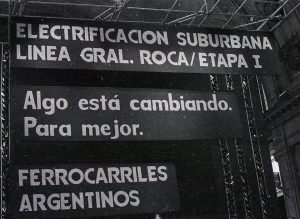 ELECTRIFICACION SUBURBANA
LINEA GRAL. ROCA/ETAPA I
Algo está cambiando.
Para mejor.
FERROCARRILES
ARGENTINOS